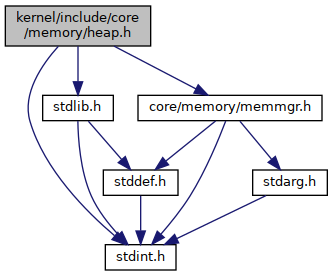 kernel/include/core
/memory/heap.h
stdlib.h
core/memory/memmgr.h
stddef.h
stdarg.h
stdint.h